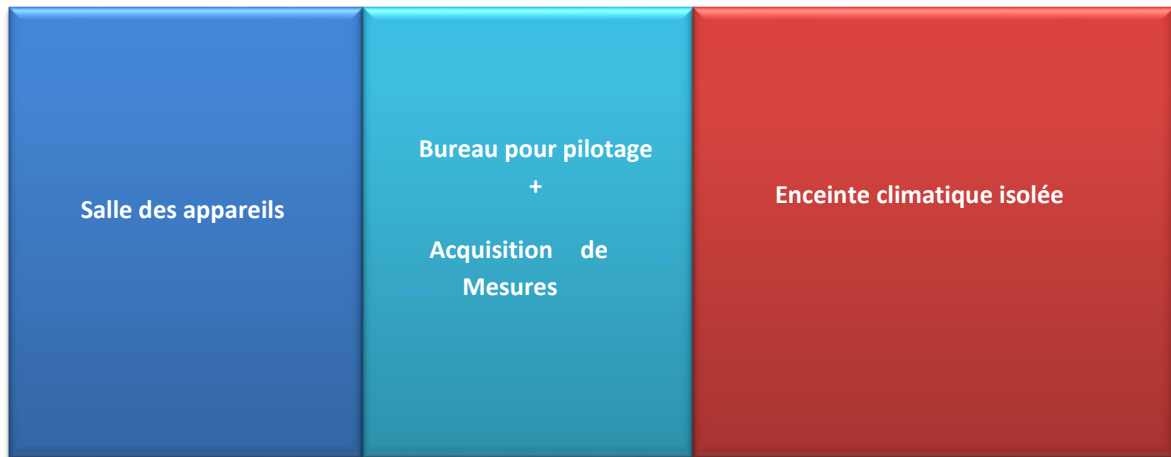 Salle des appareils
Bureau pour pilotage
+
Acquisition de
Mesures
Enceinte climatique isolée